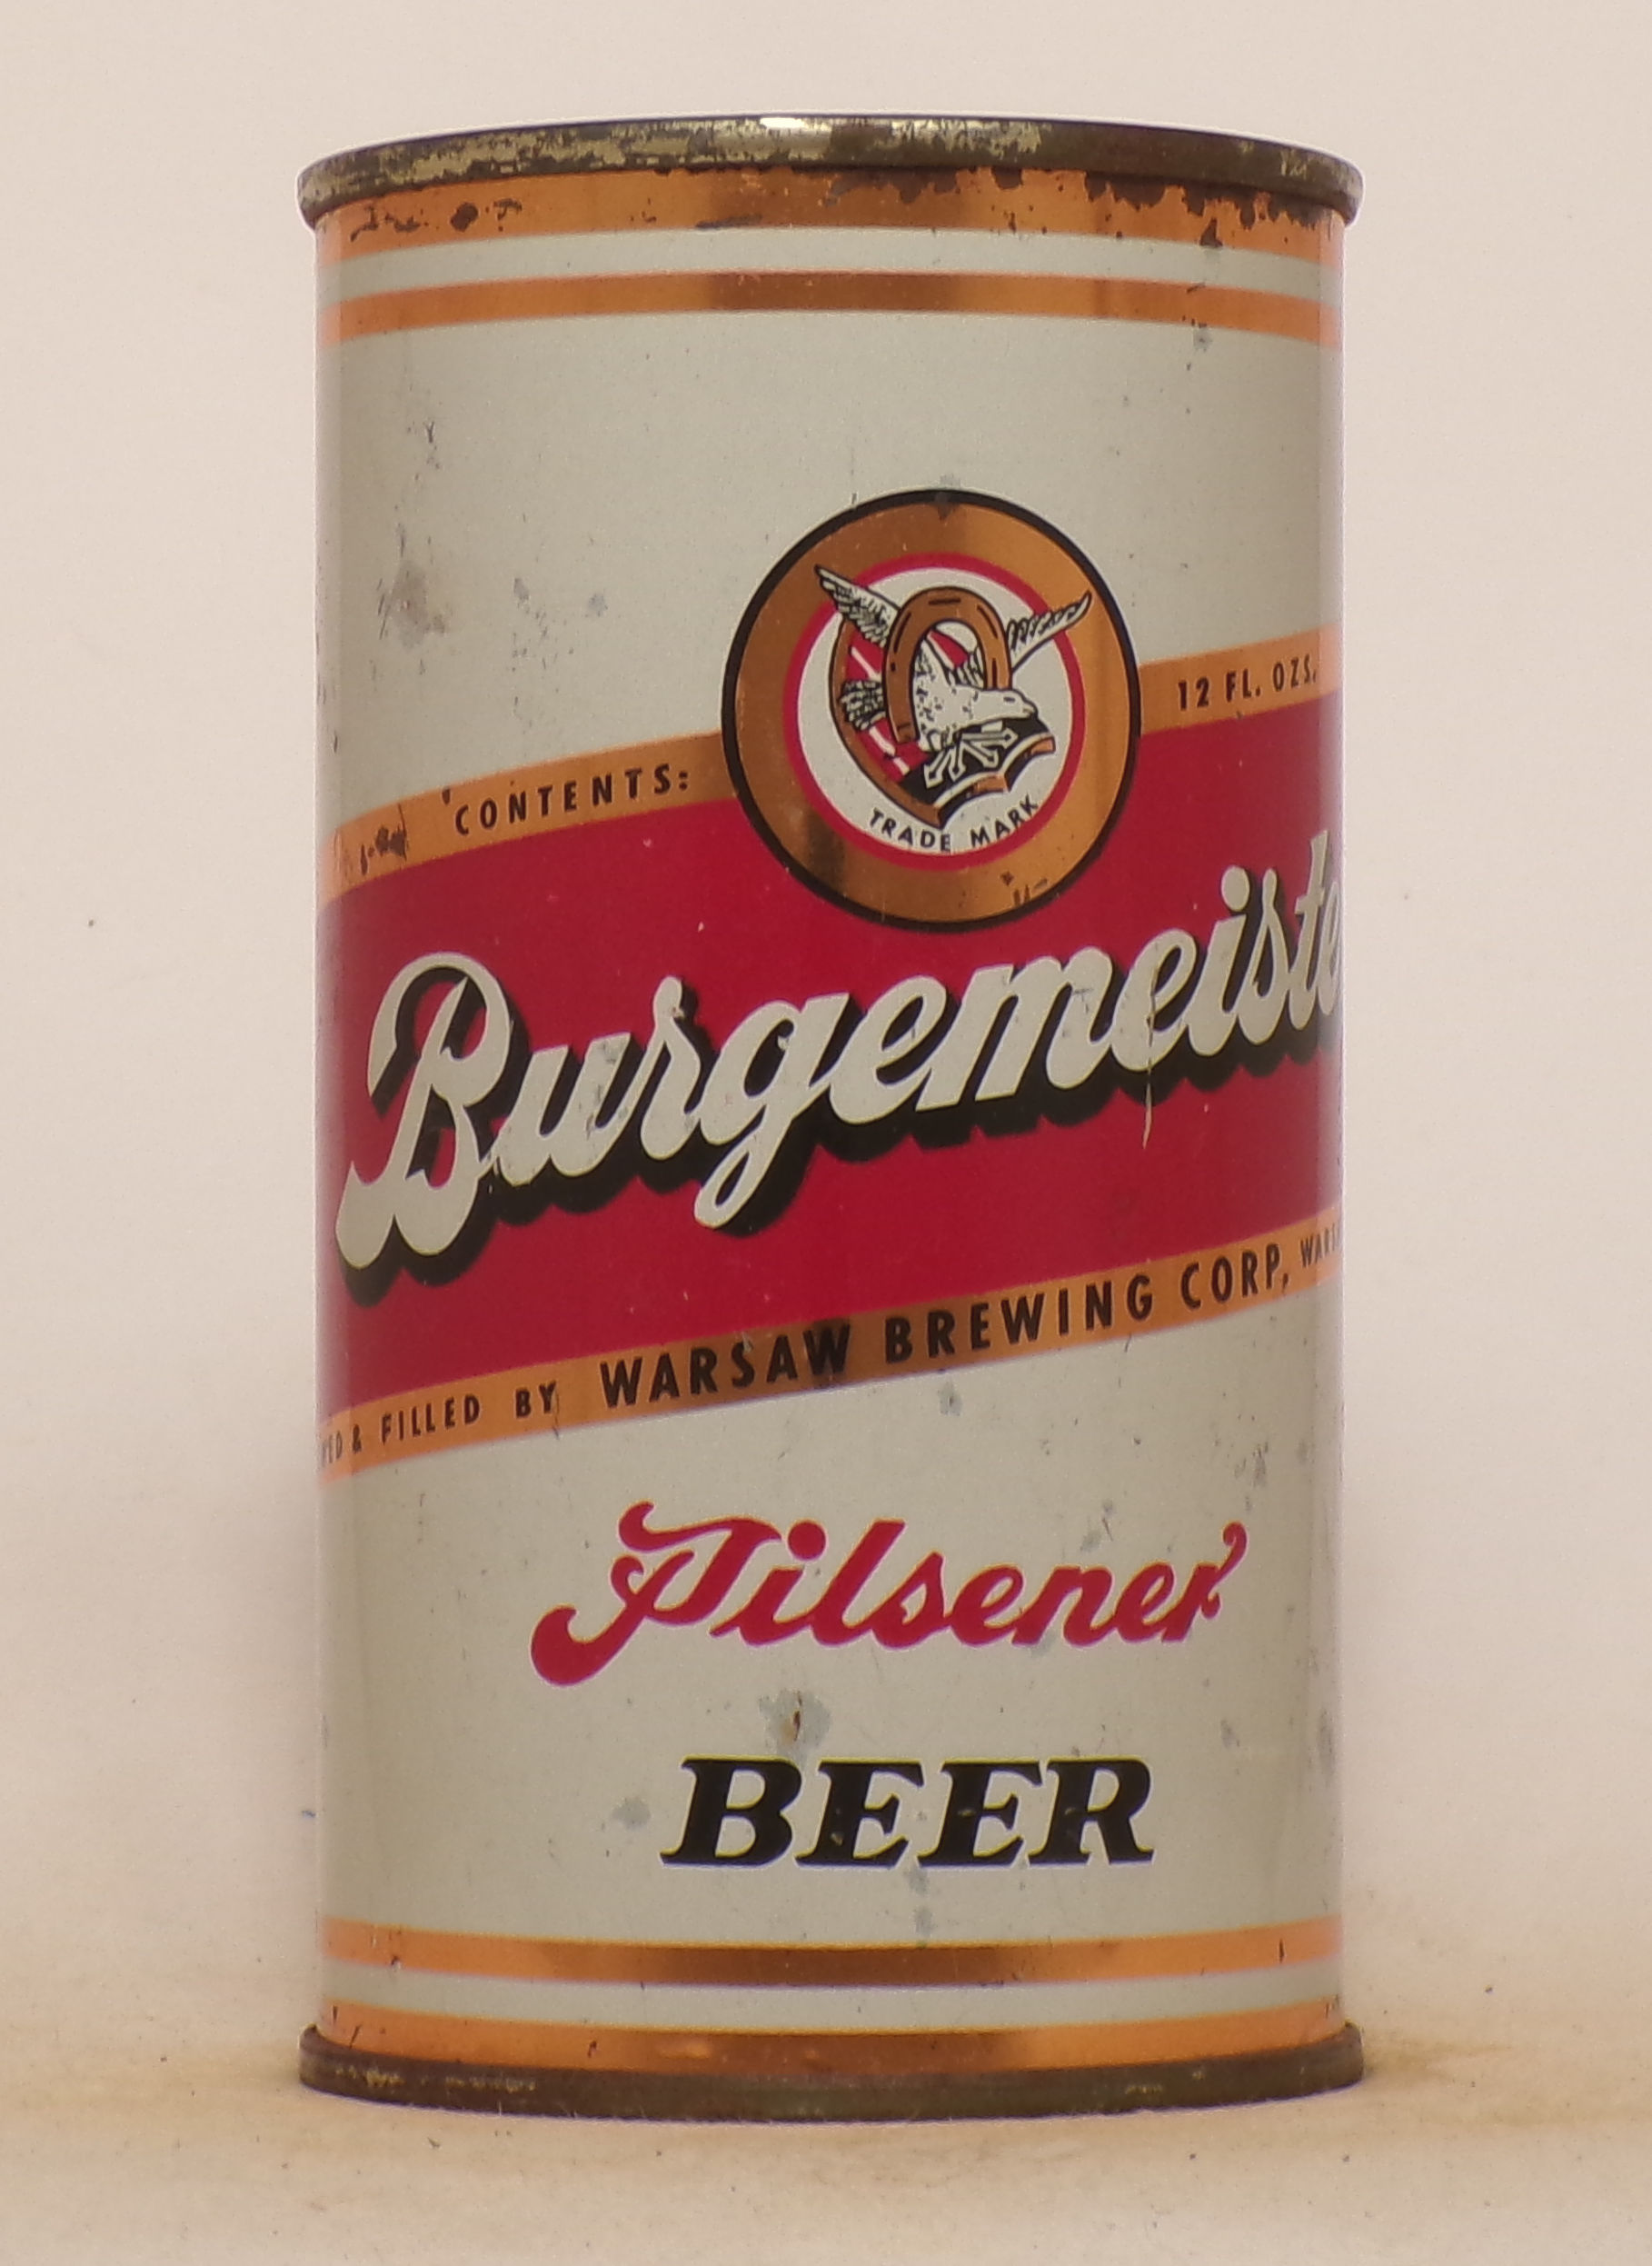 CONTENTS: 12 FL. OZS.
TRADE MARK
Burgemeiste
& FILLED BY WARSAW BREWING CORP,
Pilsener
BEER